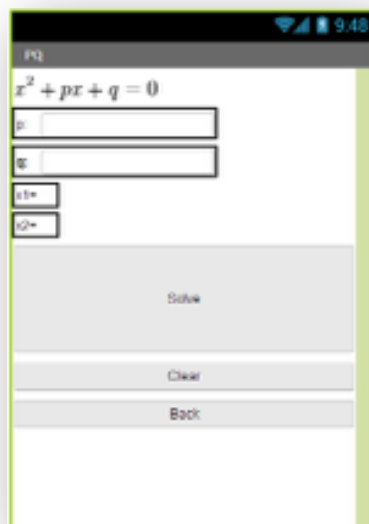 9:48
PQ
x² + px + q = 0
p:
q:
x1=
x2=
Solve
Clear
Back